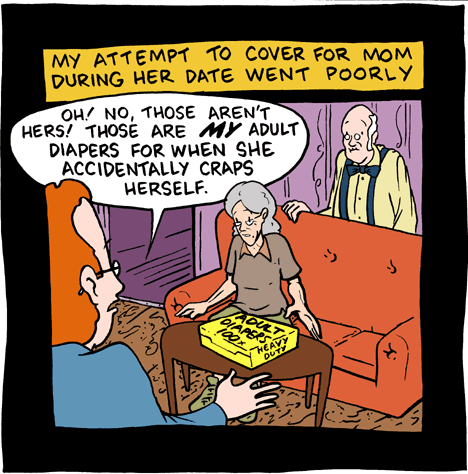 MY ATTEMPT TO COVER FOR MOM
DURING HER DATE WENT POORLY
OH! NO, THOSE AREN'T
HERS! THOSE ARE MY ADULT
DIAPERS FOR WHEN SHE
ACCIDENTALLY CRAPS
HERSELF.
ADULT
DIAPERS
100x
HEAVY
DUTY